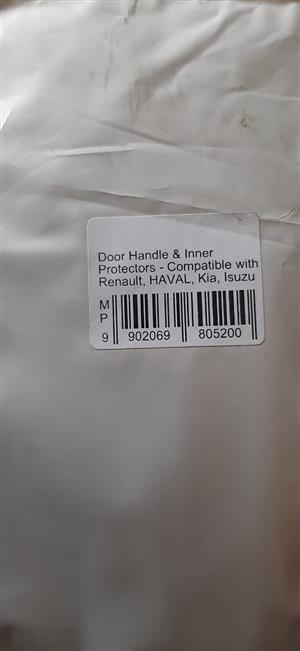 Door Handle & Inner
Protectors - Compatible with
Renault, HAVAL, Kia, Isuzu
M
P
9 902069 805200